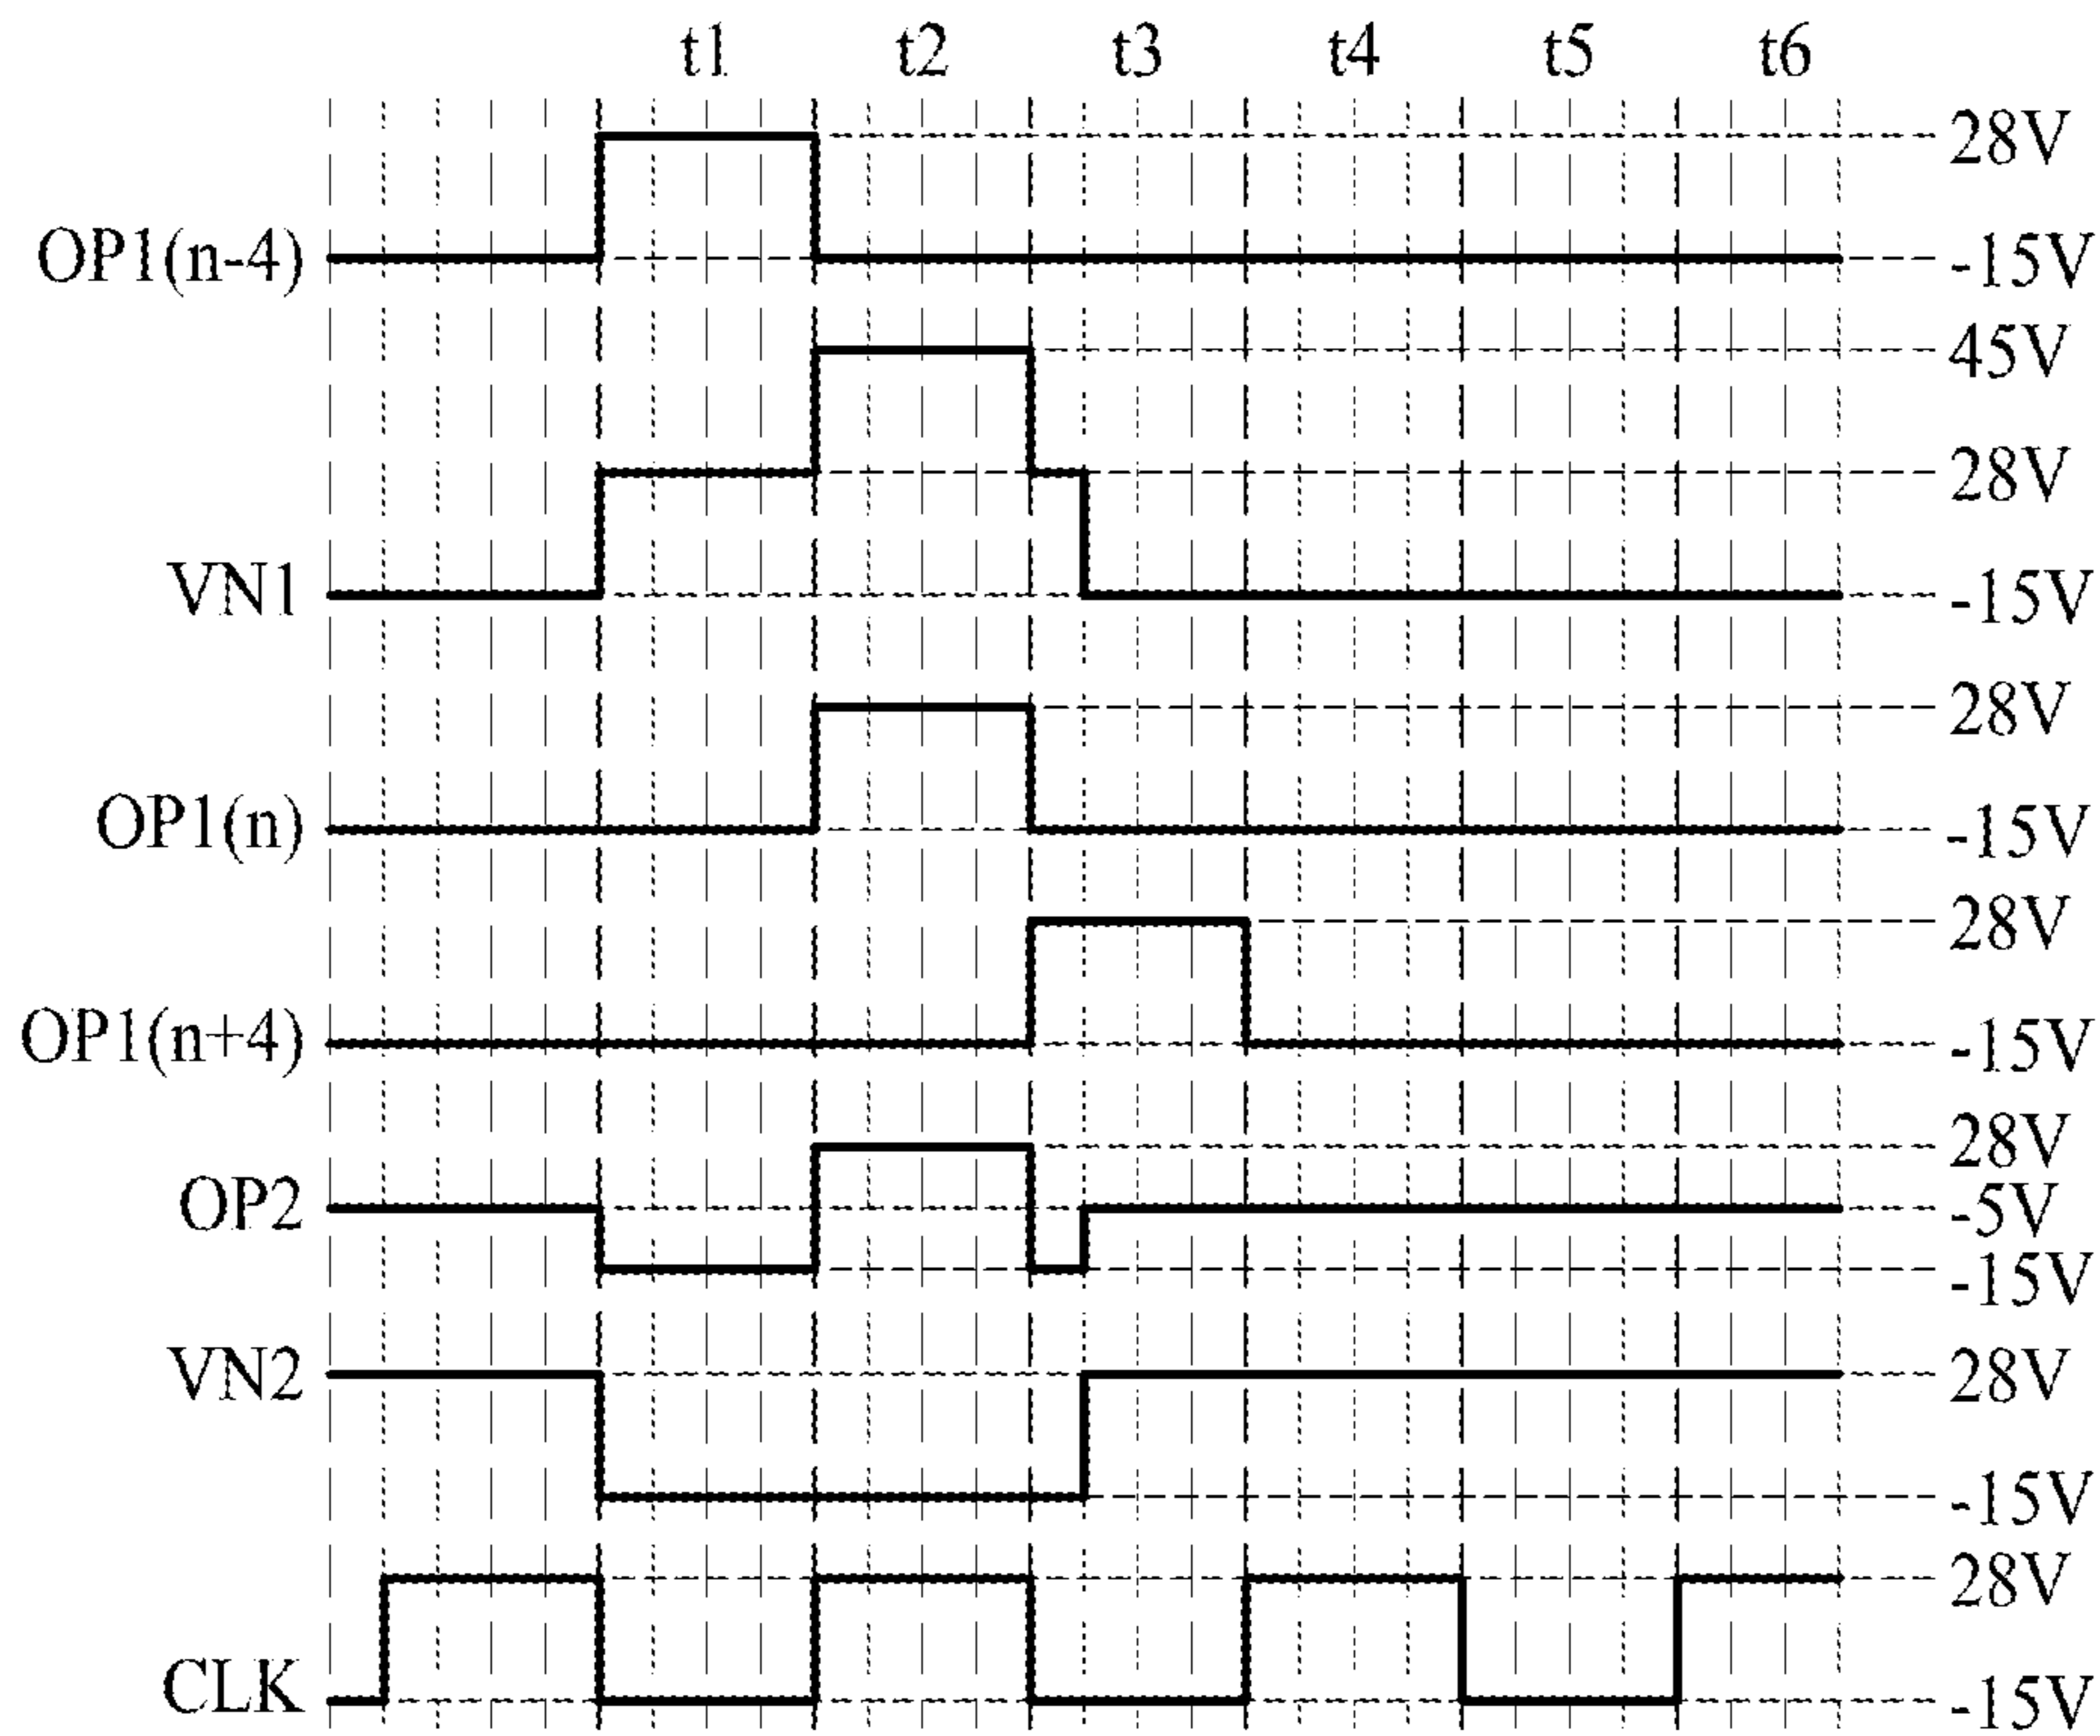 t1 t2 t3 t4 t5 t6
28V
OP1(n-4) -15V
45V
28V
VN1 -15V
28V
OP1(n) -15V
28V
OP1(n+4) -15V
28V
OP2 -5V
-15V
VN2 28V
-15V
28V
CLK -15V